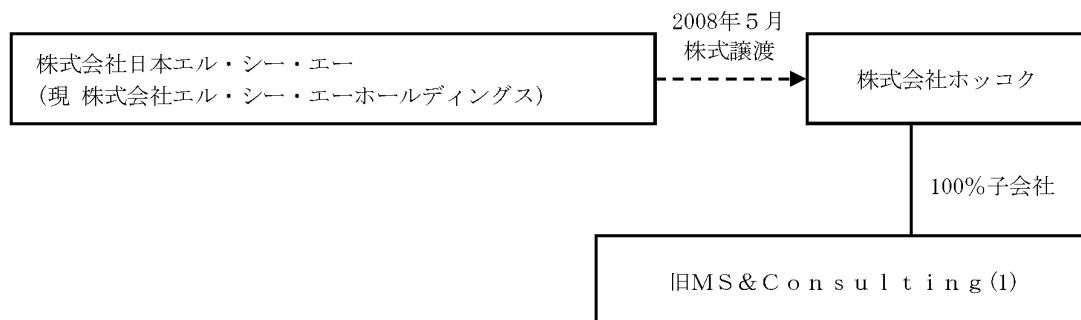 2008年5月
株式譲渡
株式会社日本エル・シー・エー
(現 株式会社エル・シー・エーホールディングス)
株式会社ホッコク
100%子会社
旧MS&Consulting(1)